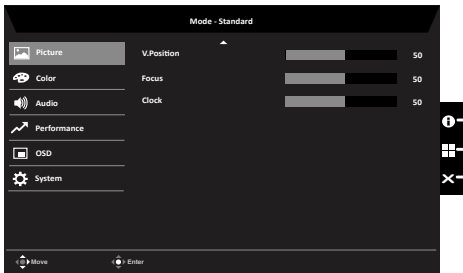 Mode - Standard
Picture
V.Position 50
Color
Focus 50
Audio
Clock 50
Performance
OSD
System
Move Enter